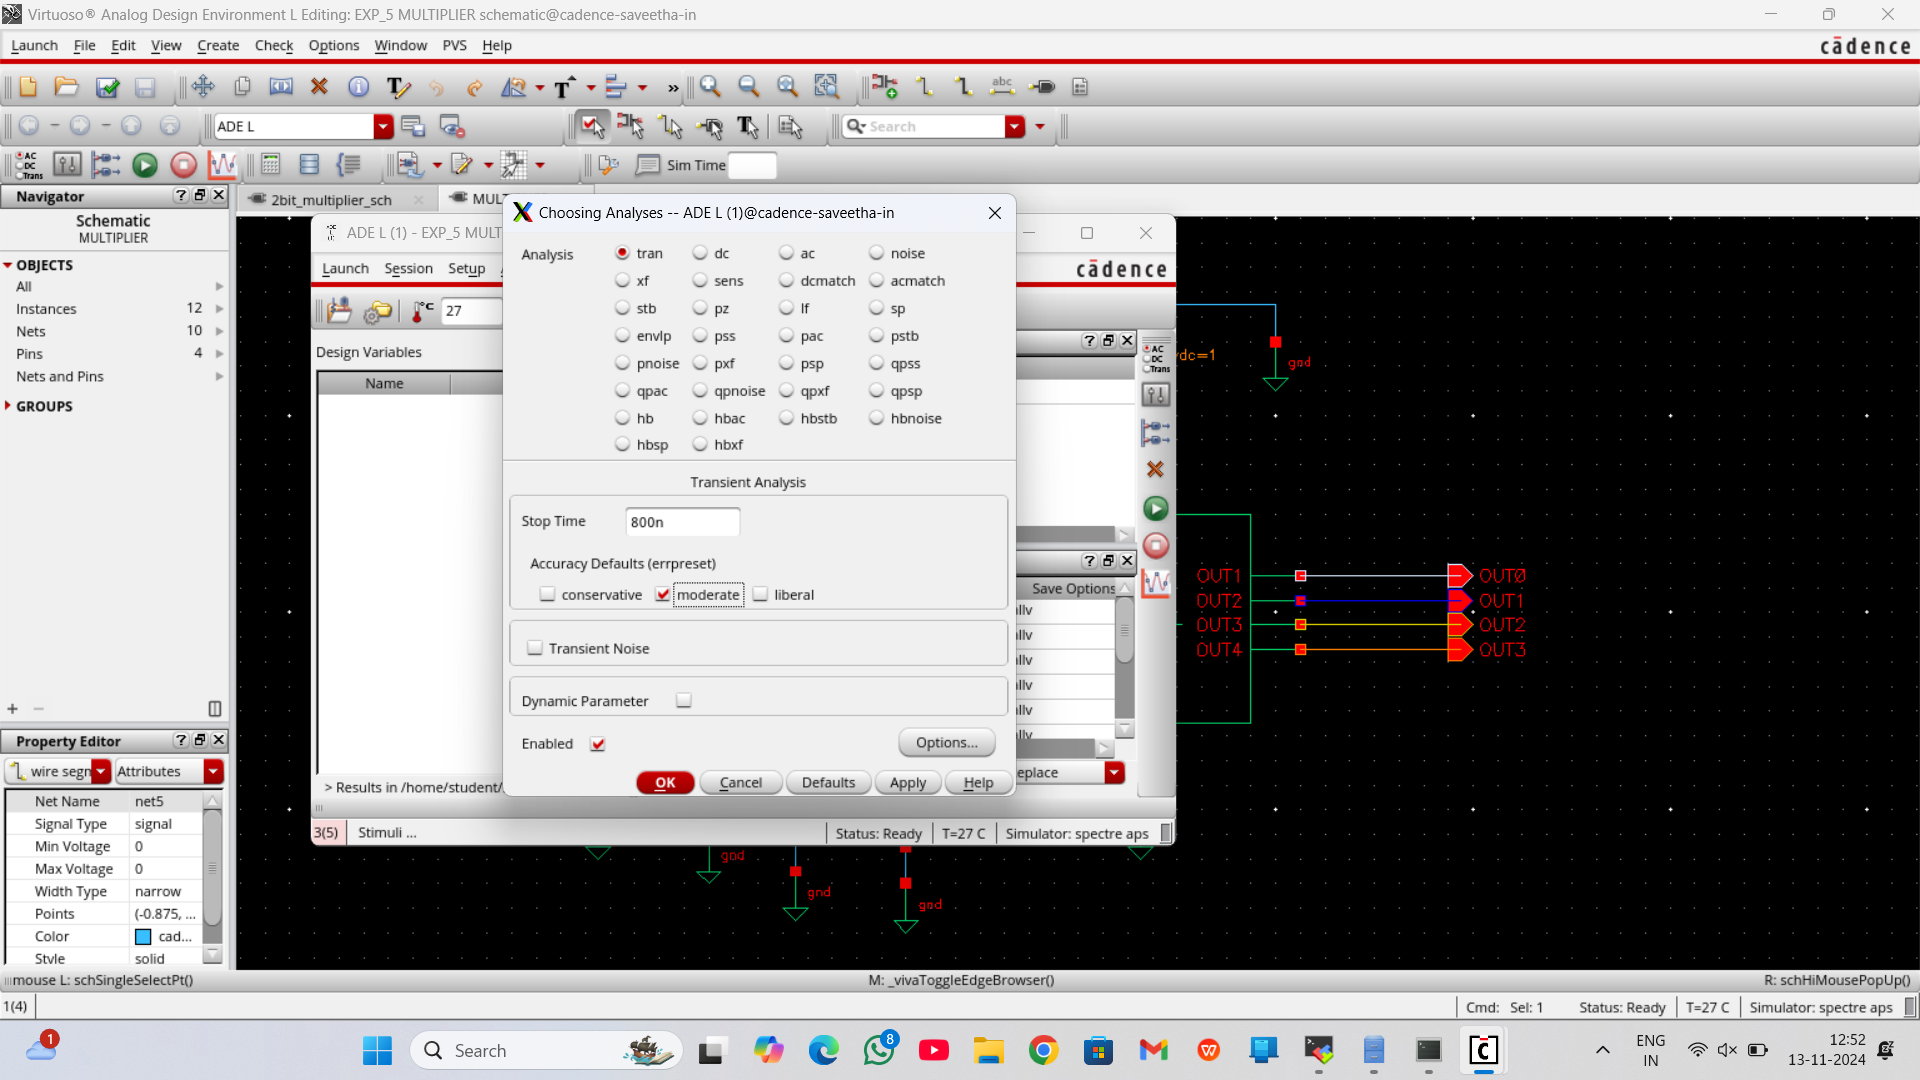 Virtuoso® Analog Design Environment L Editing: EXP_5 MULTIPLIER schematic@cadence-saveetha-in
Launch File Edit View Create Check Options Window PVS Help
cādence
ADE L
Search
AC DC Trans
Sim Time
Navigator
2bit_multiplier_sch
MULT
Schematic
MULTIPLIER
OBJECTS
All
Instances 12
Nets 10
Pins 4
Nets and Pins
GROUPS
Property Editor
wire segn Attributes
Net Name net5
Signal Type signal
Min Voltage 0
Max Voltage 0
Width Type narrow
Points (-0.875, ...
Color cad...
Style solid
ADE L (1) - EXP_5 MULT
Launch Session Setup
cādence
27
Design Variables
Name
> Results in /home/student/
3(5) Stimuli ...
Status: Ready T=27 C Simulator: spectre aps
Save Options
allv
allv
allv
allv
allv
allv
eplace
AC DC Trans
Choosing Analyses -- ADE L (1)@cadence-saveetha-in
Analysis
tran dc ac noise
xf sens dcmatch acmatch
stb pz lf sp
envlp pss pac pstb
pnoise pxf psp qpss
qpac qpnoise qpxf qpsp
hb hbac hbstb hbnoise
hbsp hbxf
Transient Analysis
Stop Time 800n
Accuracy Defaults (errpreset)
conservative moderate liberal
Transient Noise
Dynamic Parameter
Enabled
Options...
OK Cancel Defaults Apply Help
vdc=1
gnd
OUT1 OUT0
OUT2 OUT1
OUT3 OUT2
OUT4 OUT3
gnd
gnd
gnd
mouse L: schSingleSelectPt()
M: _vivaToggleEdgeBrowser()
R: schHiMousePopUp()
1(4)
Cmd: Sel: 1 Status: Ready T=27 C Simulator: spectre aps
1
Search
8
ENG
IN
12:52
13-11-2024